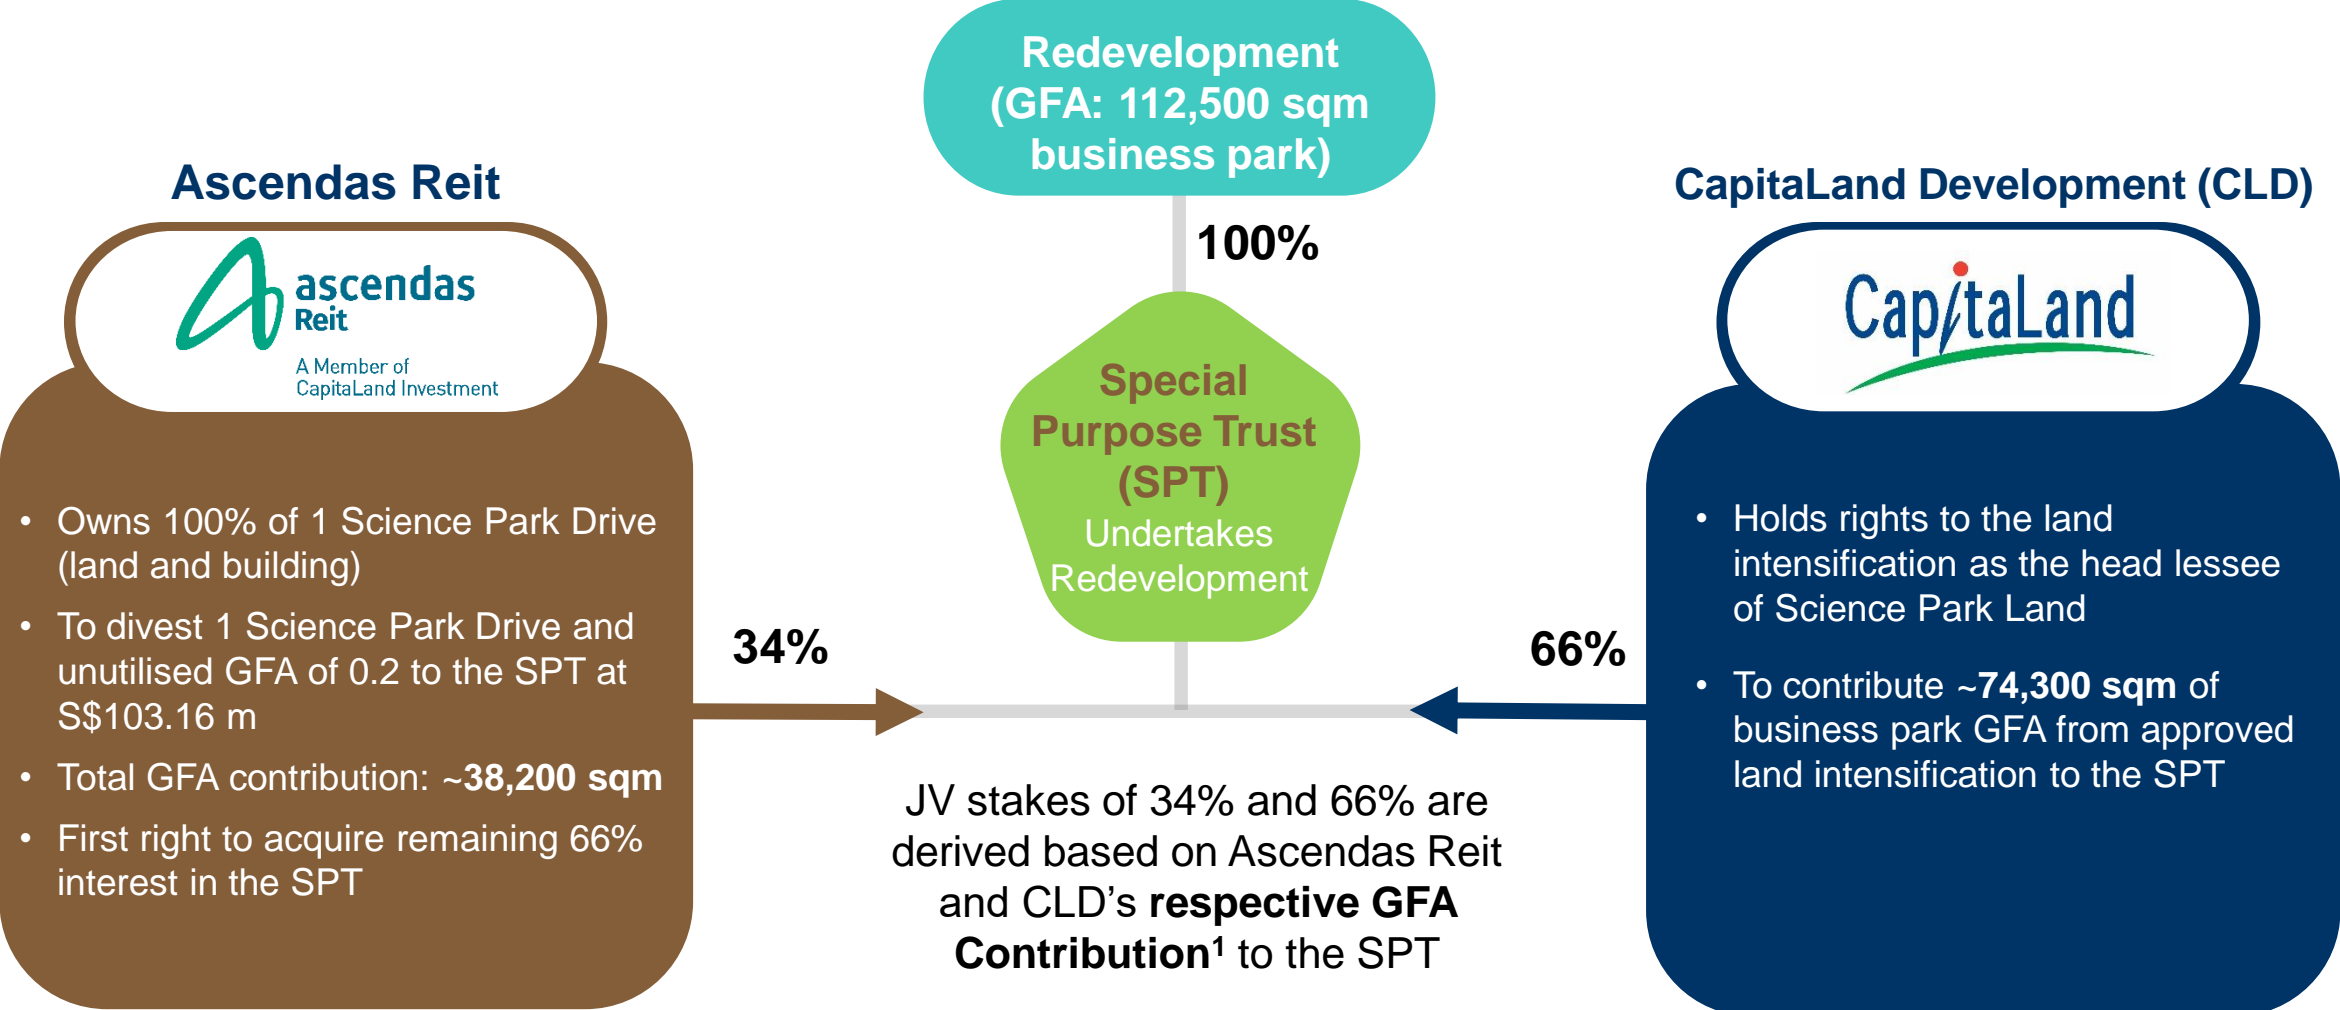 Redevelopment
(GFA: 112,500 sqm
business park)
100%
Ascendas Reit
ascendas
Reit
A Member of
CapitaLand Investment
• Owns 100% of 1 Science Park Drive
(land and building)
• To divest 1 Science Park Drive and
unutilised GFA of 0.2 to the SPT at
S$103.16 m
• Total GFA contribution: ~38,200 sqm
• First right to acquire remaining 66%
interest in the SPT
34%
Special
Purpose Trust
(SPT)
Undertakes
Redevelopment
JV stakes of 34% and 66% are
derived based on Ascendas Reit
and CLD’s respective GFA
Contribution¹ to the SPT
66%
CapitaLand Development (CLD)
CapitaLand
• Holds rights to the land
intensification as the head lessee
of Science Park Land
• To contribute ~74,300 sqm of
business park GFA from approved
land intensification to the SPT